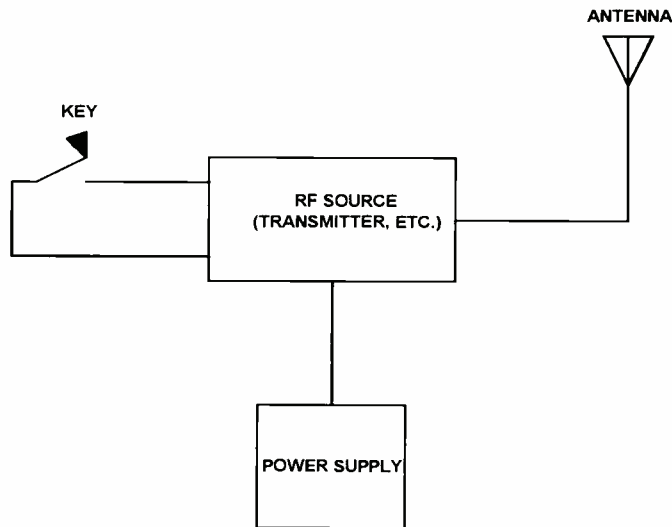 ANTENNA
KEY
RF SOURCE
(TRANSMITTER, ETC.)
POWER SUPPLY